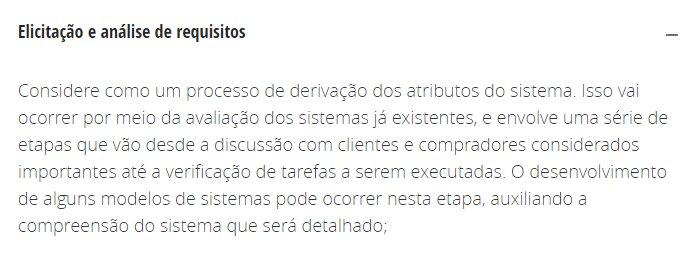 Elicitação e análise de requisitos
Considere como um processo de derivação dos atributos do sistema. Isso vai
ocorrer por meio da avaliação dos sistemas já existentes, e envolve uma série de
etapas que vão desde a discussão com clientes e compradores considerados
importantes até a verificação de tarefas a serem executadas. O desenvolvimento
de alguns modelos de sistemas pode ocorrer nesta etapa, auxiliando a
compreensão do sistema que será detalhado;